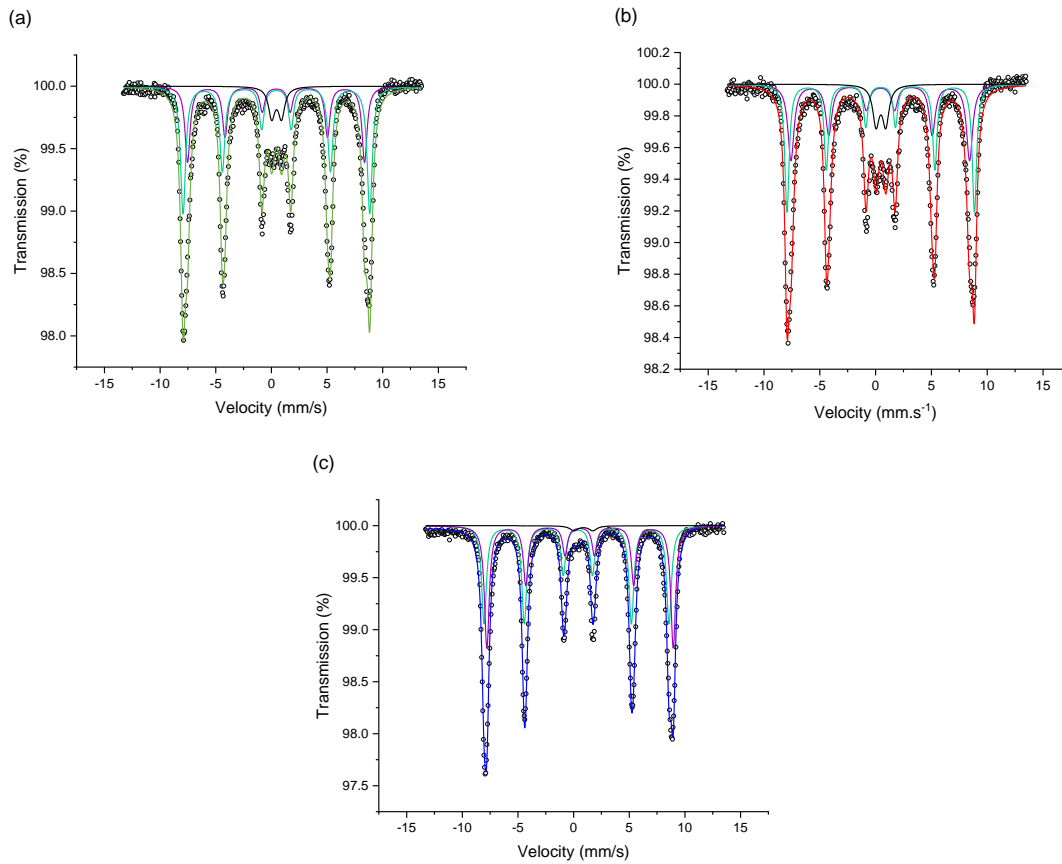 (a)
100.0
99.5
99.0
98.5
98.0
Transmission (%)
-15 -10 -5 0 5 10 15
Velocity (mm/s)
(b)
100.2
100.0
99.8
99.6
99.4
99.2
99.0
98.8
98.6
98.4
98.2
Transmission (%)
-15 -10 -5 0 5 10 15
Velocity (mm.s⁻¹)
(c)
100.0
99.5
99.0
98.5
98.0
97.5
Transmission (%)
-15 -10 -5 0 5 10 15
Velocity (mm/s)